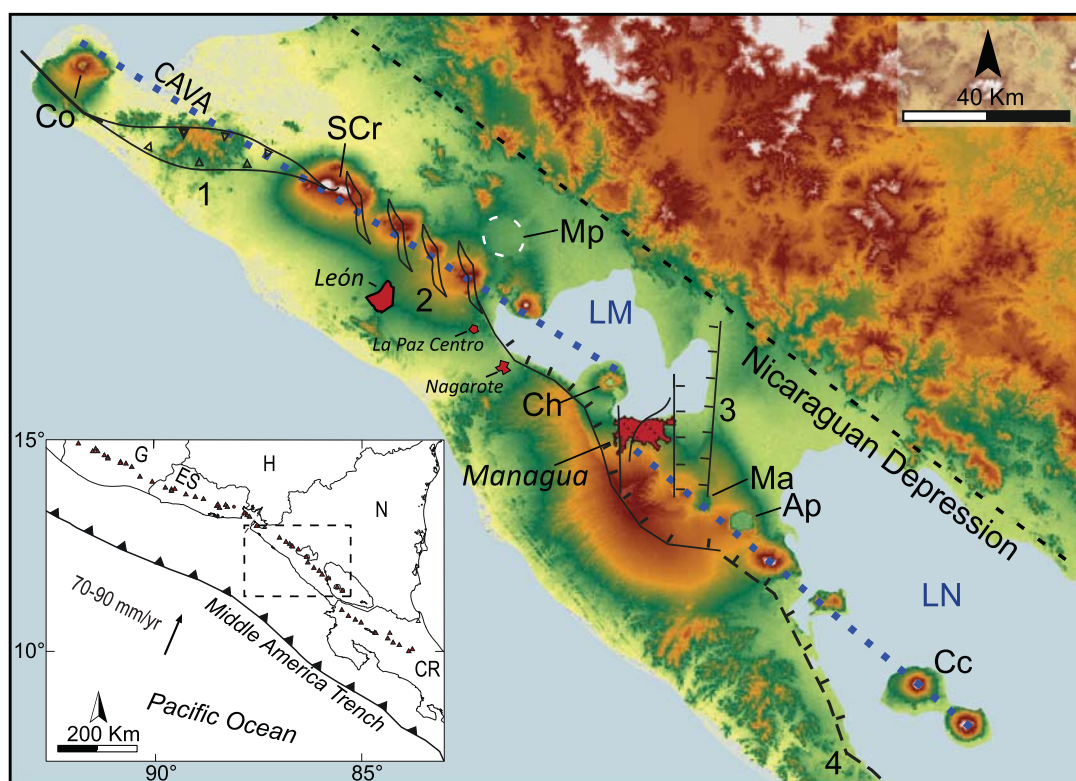 40 Km
CAVA
Co
SCr
1
Mp
León
2
LM
La Paz Centro
Nagarote
Nicaraguan Depression
Ch
3
Managua
Ma
Ap
LN
Cc
4
15°
G
H
ES
N
70-90 mm/yr
Middle America Trench
10°
CR
Pacific Ocean
200 Km
90°
85°